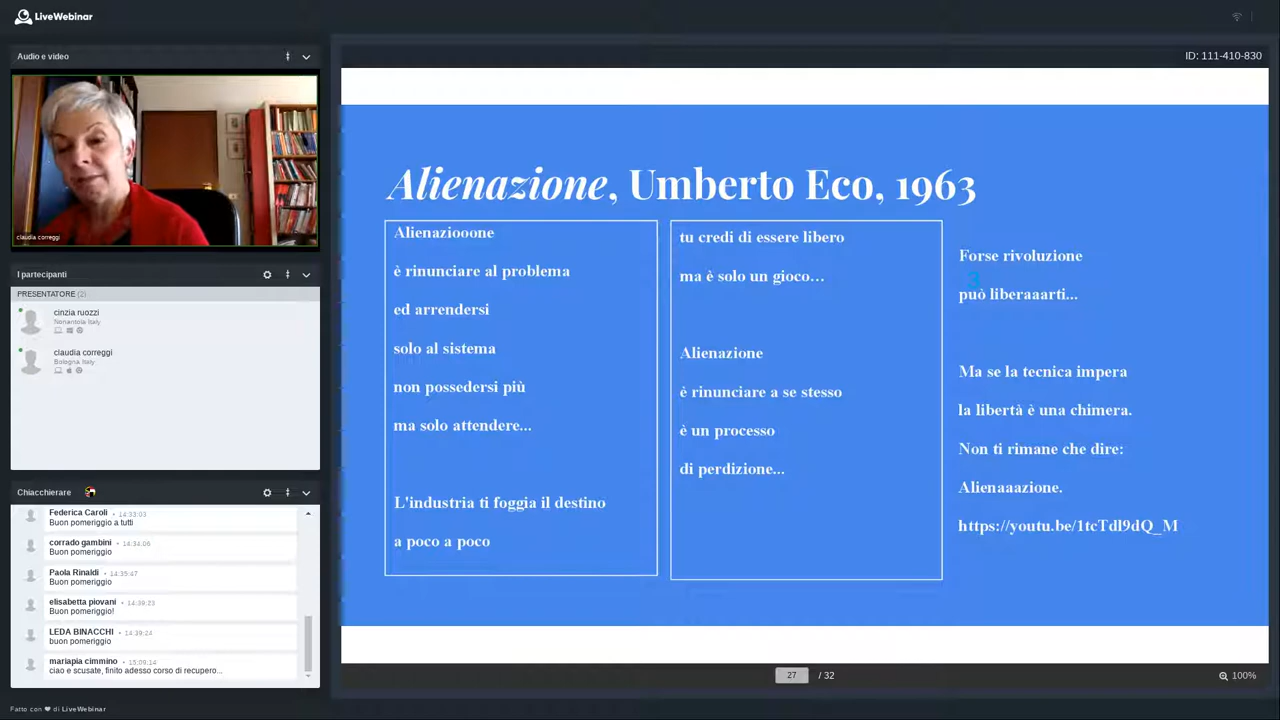 LiveWebinar
Audio e video
claudia correggi
I partecipanti
PRESENTATORE (2)
cinzia ruozzi
Nonantola Italy
claudia correggi
Bologna Italy
Chiacchierare
Federica Caroli • 14:33:03
Buon pomeriggio a tutti
corrado gambini • 14:34:06
Buon pomeriggio
Paola Rinaldi • 14:35:47
Buon pomeriggio
elisabetta piovani • 14:39:23
Buon pomeriggio!
LEDA BINACCHI • 14:39:24
buon pomeriggio
mariapia cimmino • 15:09:14
ciao e scusate, finito adesso corso di recupero...
Fatto con ❤ di LiveWebinar
ID: 111-410-830
Alienazione, Umberto Eco, 1963
Alienaziooone
è rinunciare al problema
ed arrendersi
solo al sistema
non possedersi più
ma solo attendere...
L'industria ti foggia il destino
a poco a poco
tu credi di essere libero
ma è solo un gioco…
Alienazione
è rinunciare a se stesso
è un processo
di perdizione...
Forse rivoluzione
3
può liberaaarti...
Ma se la tecnica impera
la libertà è una chimera.
Non ti rimane che dire:
Alienaaazione.
https://youtu.be/1tcTdl9dQ_M
27 / 32
100%